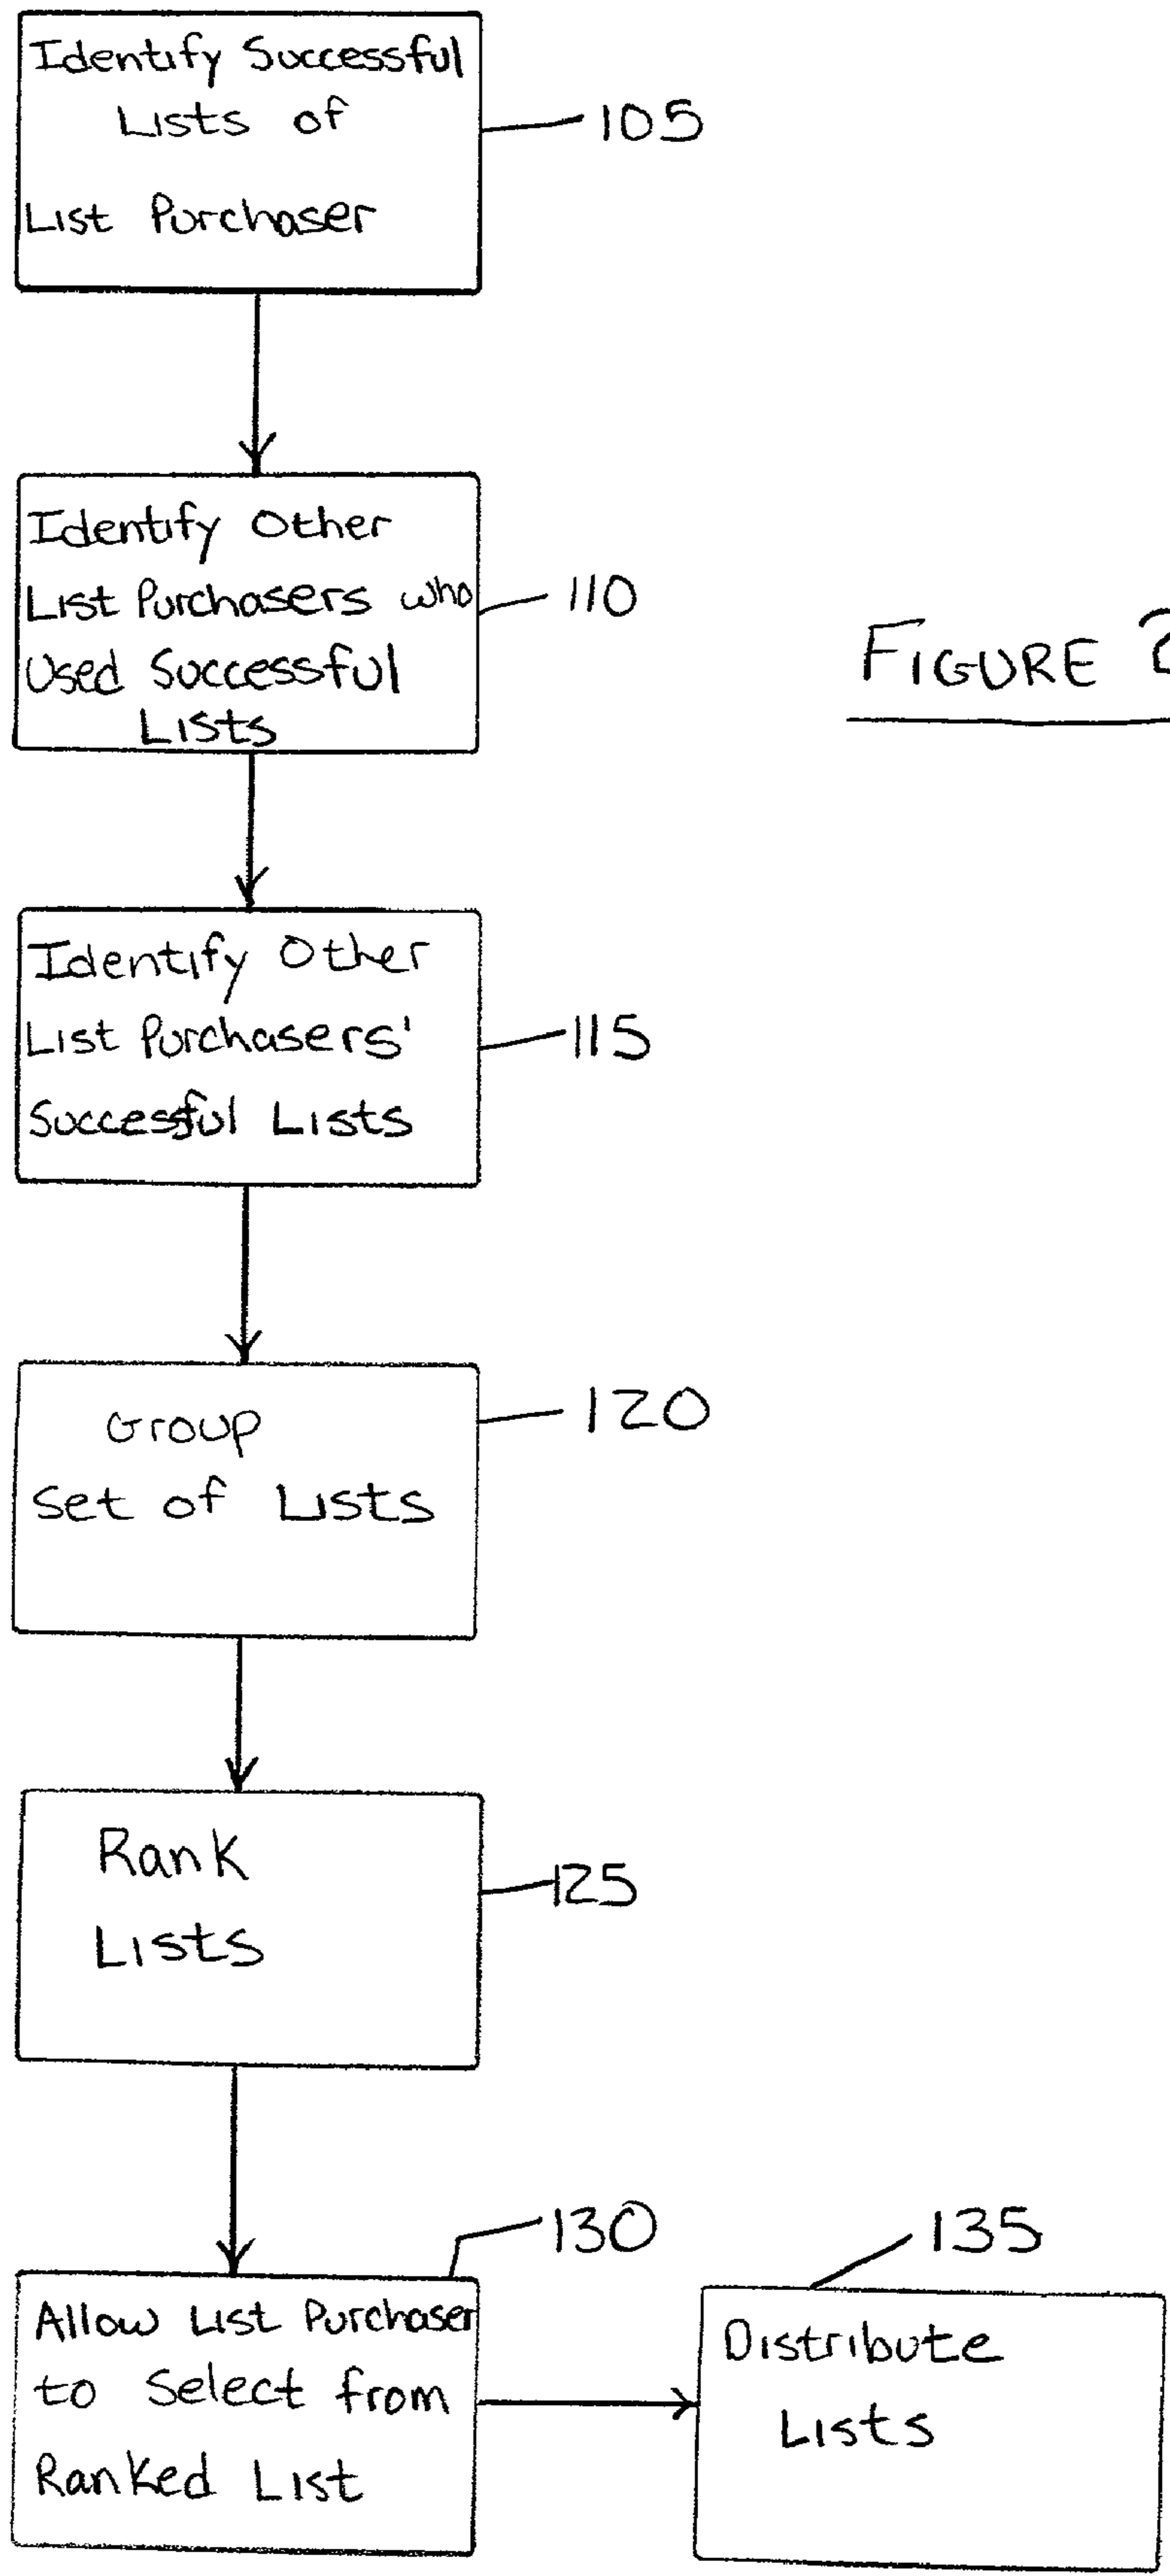 Identify Successful
Lists of
List Purchaser
105
Identify Other
List Purchasers who
Used Successful
Lists
110
FIGURE 2
Identify Other
List Purchasers'
Successful Lists
115
Group
Set of Lists
120
Rank
Lists
125
130
Allow List Purchaser
to Select from
Ranked List
135
Distribute
Lists